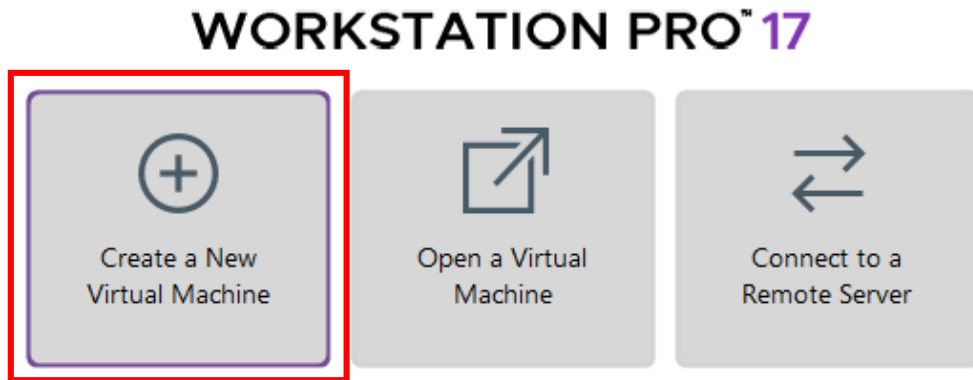 WORKSTATION PRO™ 17
Create a New
Virtual Machine
Open a Virtual
Machine
Connect to a
Remote Server